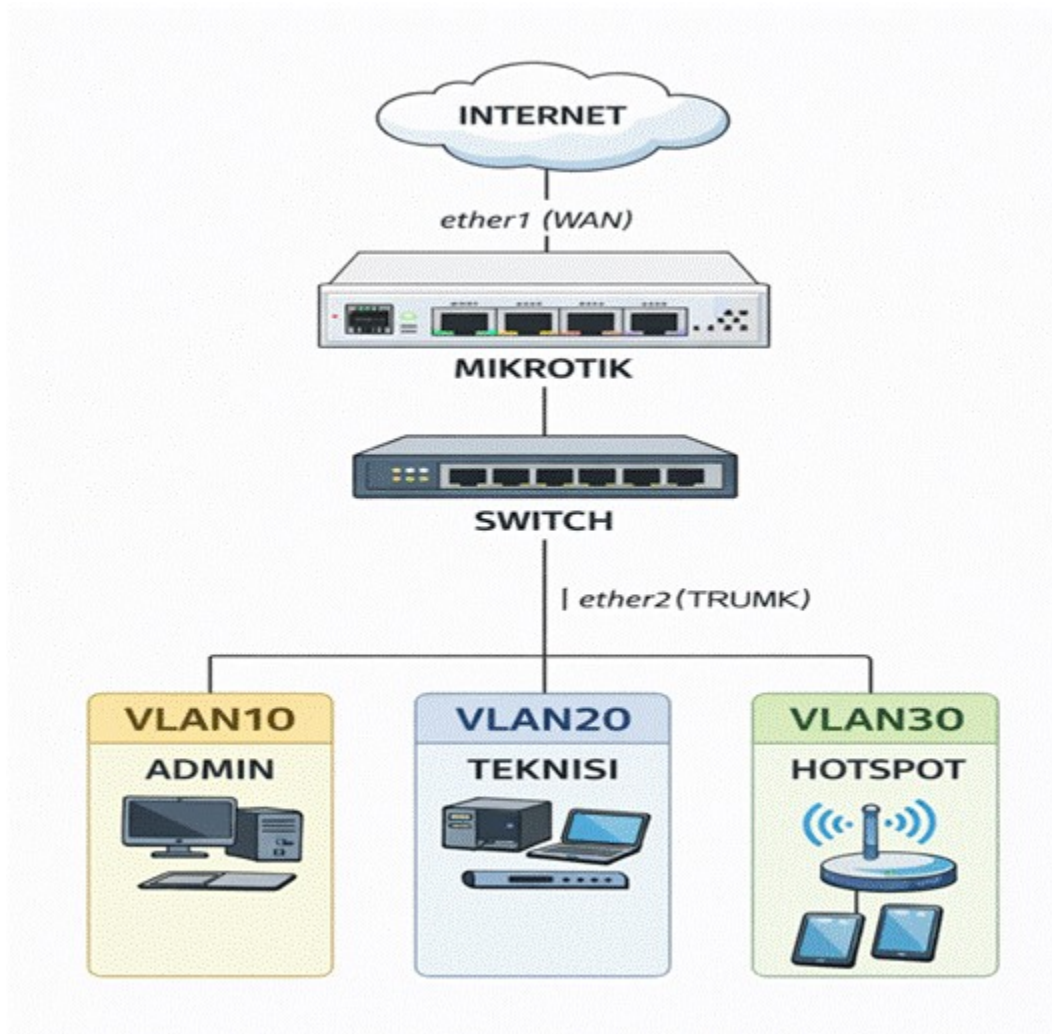 INTERNET
ether1 (WAN)
MIKROTIK
SWITCH
| ether2 (TRUMK)
VLAN10
ADMIN
VLAN20
TEKNISI
VLAN30
HOTSPOT